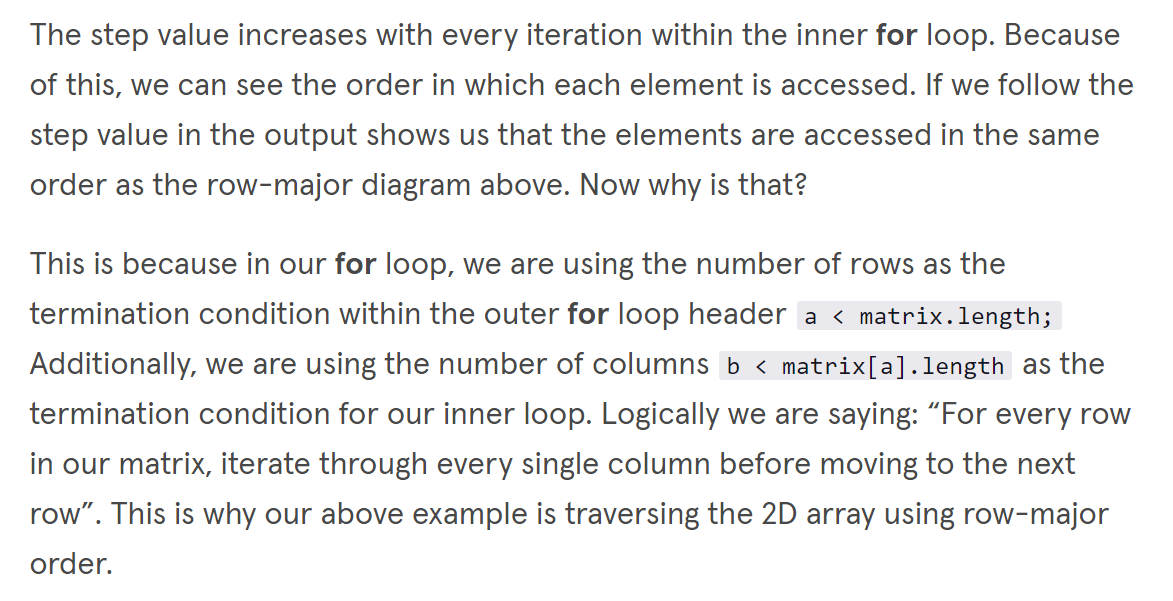 The step value increases with every iteration within the inner for loop. Because
of this, we can see the order in which each element is accessed. If we follow the
step value in the output shows us that the elements are accessed in the same
order as the row-major diagram above. Now why is that?
This is because in our for loop, we are using the number of rows as the
termination condition within the outer for loop header a < matrix.length;
Additionally, we are using the number of columns b < matrix[a].length as the
termination condition for our inner loop. Logically we are saying: “For every row
in our matrix, iterate through every single column before moving to the next
row”. This is why our above example is traversing the 2D array using row-major
order.